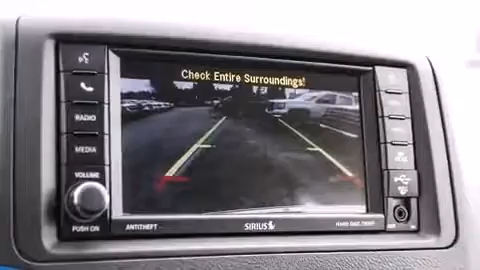 Check Entire Surroundings!
RADIO
MEDIA
VOLUME
PUSH ON
ANTITHEFT
SIRIUS